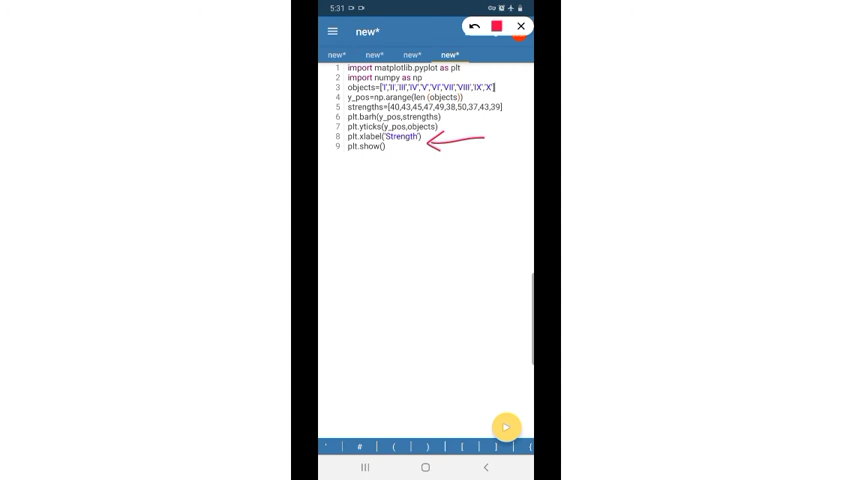 5:31
new*
new* new* new* new*
1 import matplotlib.pyplot as plt
2 import numpy as np
3 objects=['I','II','III','IV','V','VI','VII','VIII','IX','X']
4 y_pos=np.arange(len (objects))
5 strengths=[40,43,45,47,49,38,50,37,43,39]
6 plt.barh(y_pos,strengths)
7 plt.yticks(y_pos,objects)
8 plt.xlabel('Strength')
9 plt.show()
' # ( ) [ ] {